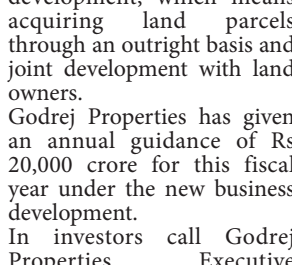 development, which means
acquiring land parcels
through an outright basis and
joint development with land
owners.
Godrej Properties has given
an annual guidance of Rs
20,000 crore for this fiscal
year under the new business
development.
In investors call Godrej
Properties Executive